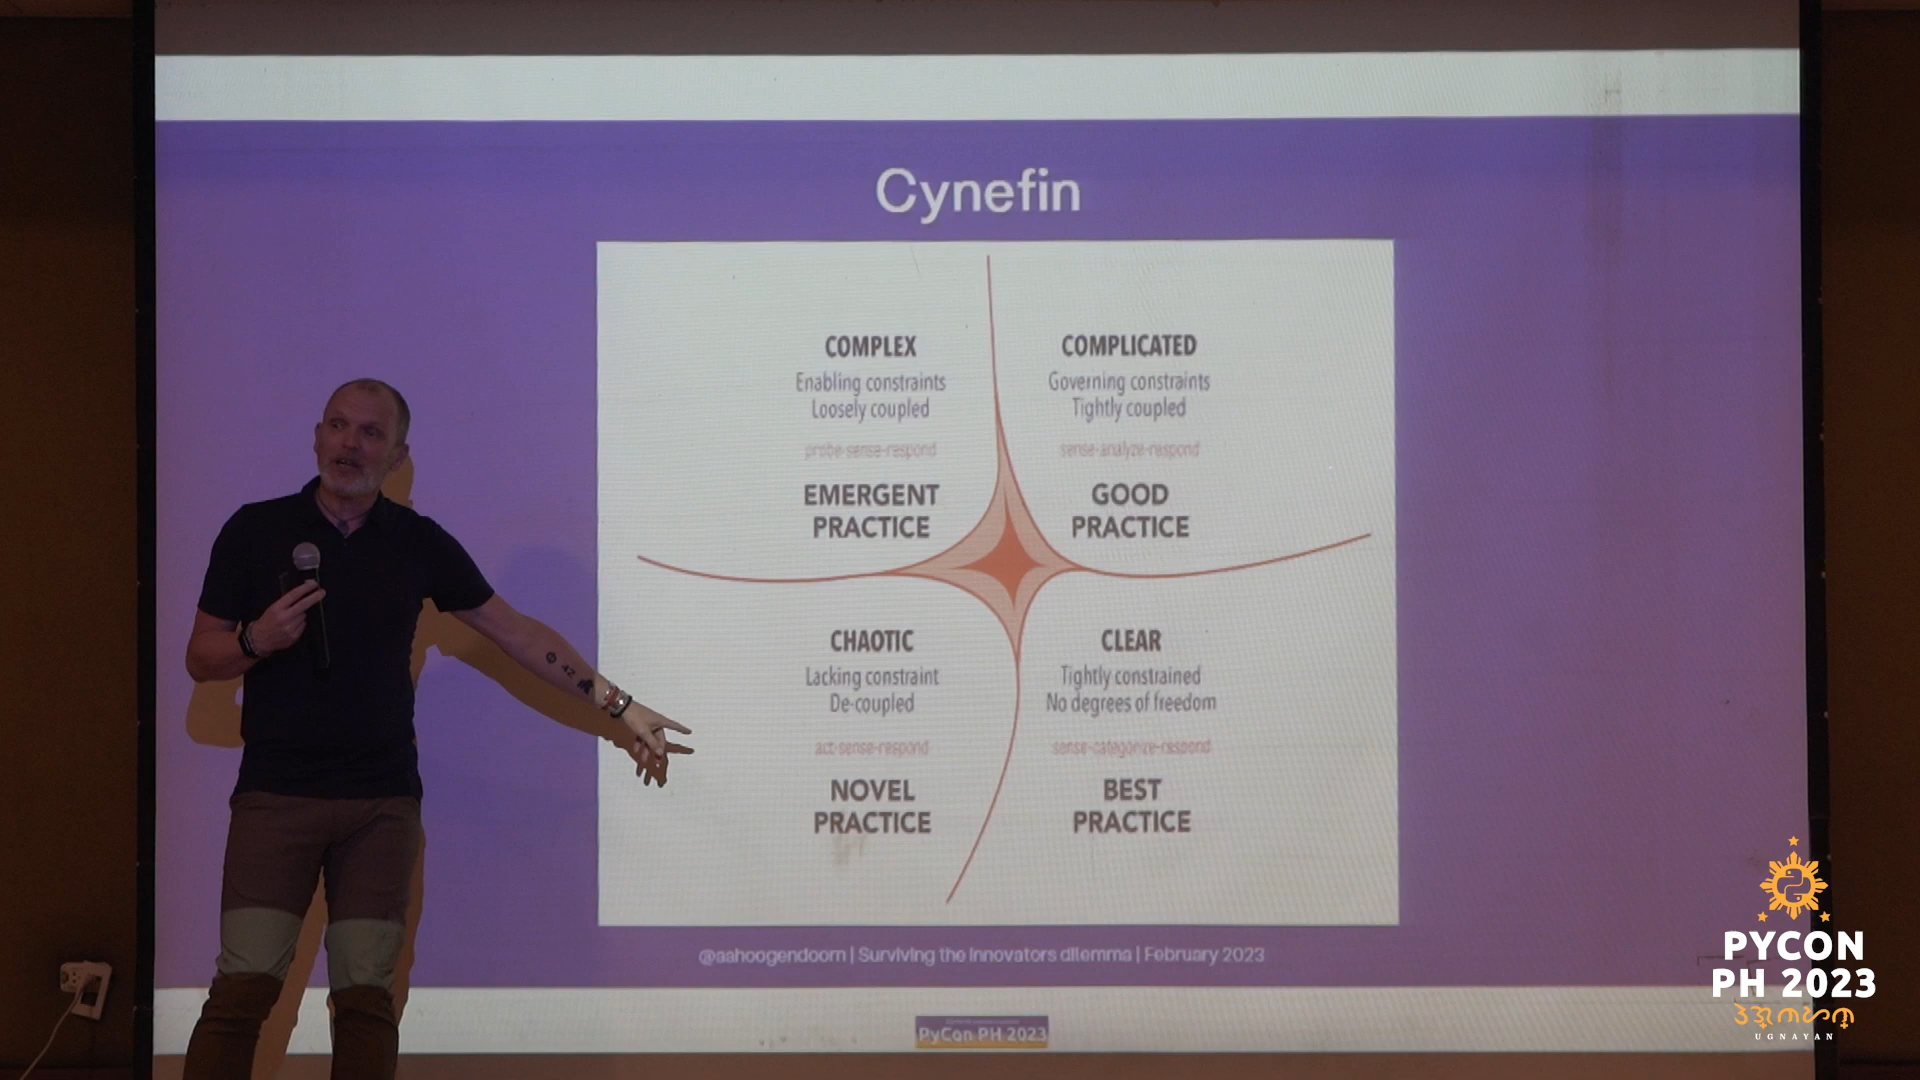 Cynefin
COMPLEX
Enabling constraints
Loosely coupled
probe-sense-respond
EMERGENT
PRACTICE
COMPLICATED
Governing constraints
Tightly coupled
sense-analyze-respond
GOOD
PRACTICE
CHAOTIC
Lacking constraint
De-coupled
act-sense-respond
NOVEL
PRACTICE
CLEAR
Tightly constrained
No degrees of freedom
sense-categorize-respond
BEST
PRACTICE
@aahoogendoorn | Surviving the innovators dilemma | February 2023
PyCon PH 2023
42
PYCON
PH 2023
UGNAYAN